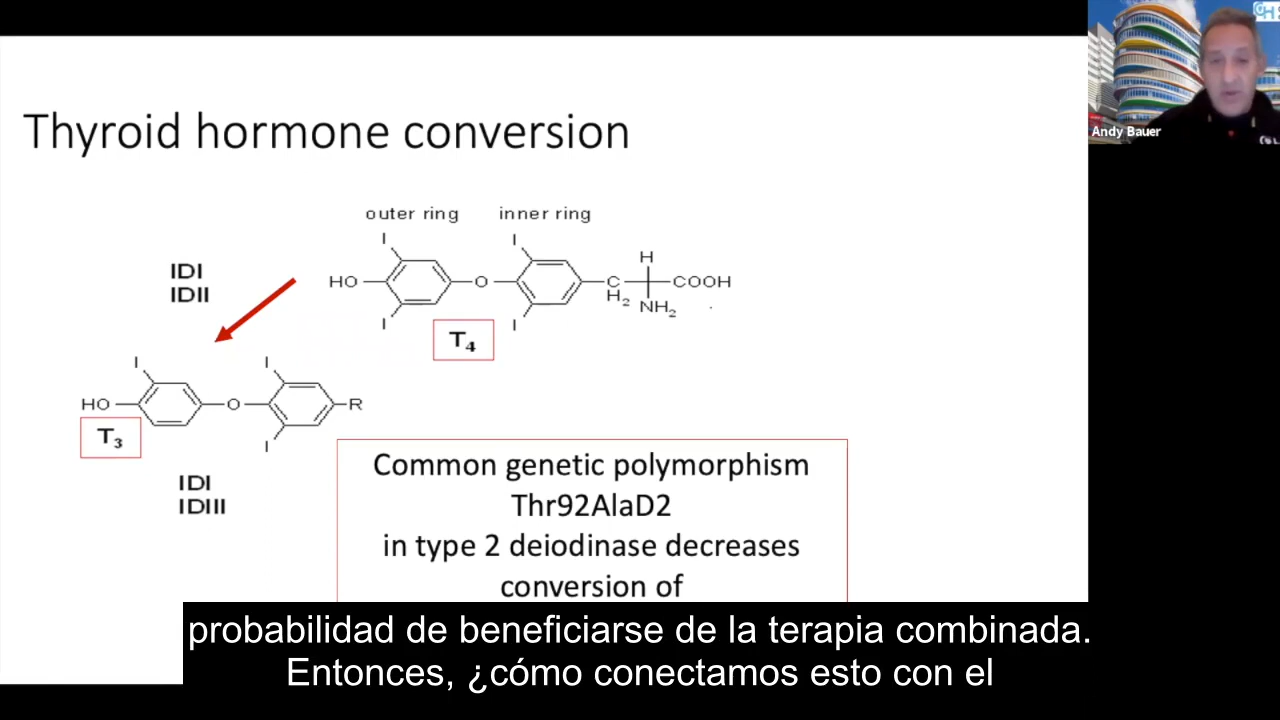 Thyroid hormone conversion
outer ring inner ring
I I
IDI
IDII
HO O C H COOH
H2 NH2
I I
T4
I I
HO O R
T3
I
IDI
IDIII
Common genetic polymorphism
Thr92AlaD2
in type 2 deiodinase decreases
conversion of
probabilidad de beneficiarse de la terapia combinada.
Entonces, ¿cómo conectamos esto con el
Andy Bauer